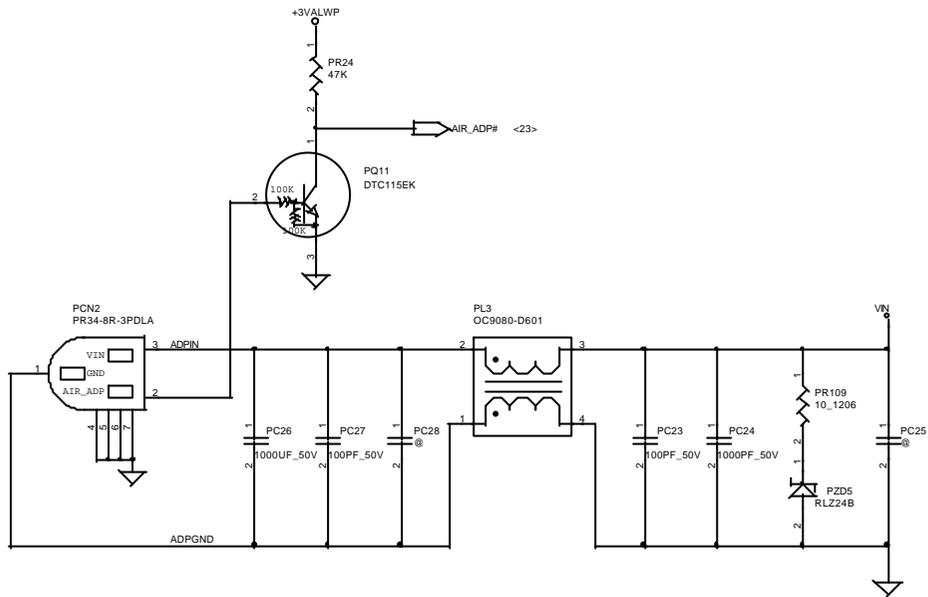 +3VALWP
1
PR24
47K
2
AIR_ADP# <23>
1
PQ11
DTC115EK
100K
2
100K
3
PCN2
PR34-8R-3PDLA
PL3
OC9080-D601
VIN
3 ADPIN
2
3
VIN
1
GND
AIR_ADP
2
1
PR109
10_1206
2
1
4
4
5
6
7
1
PC26
1000UF_50V
2
1
PC27
100PF_50V
2
1
PC28
@
2
1
PC23
100PF_50V
2
1
PC24
1000PF_50V
2
1
PZD5
RLZ24B
2
1
PC25
@
2
ADPGND